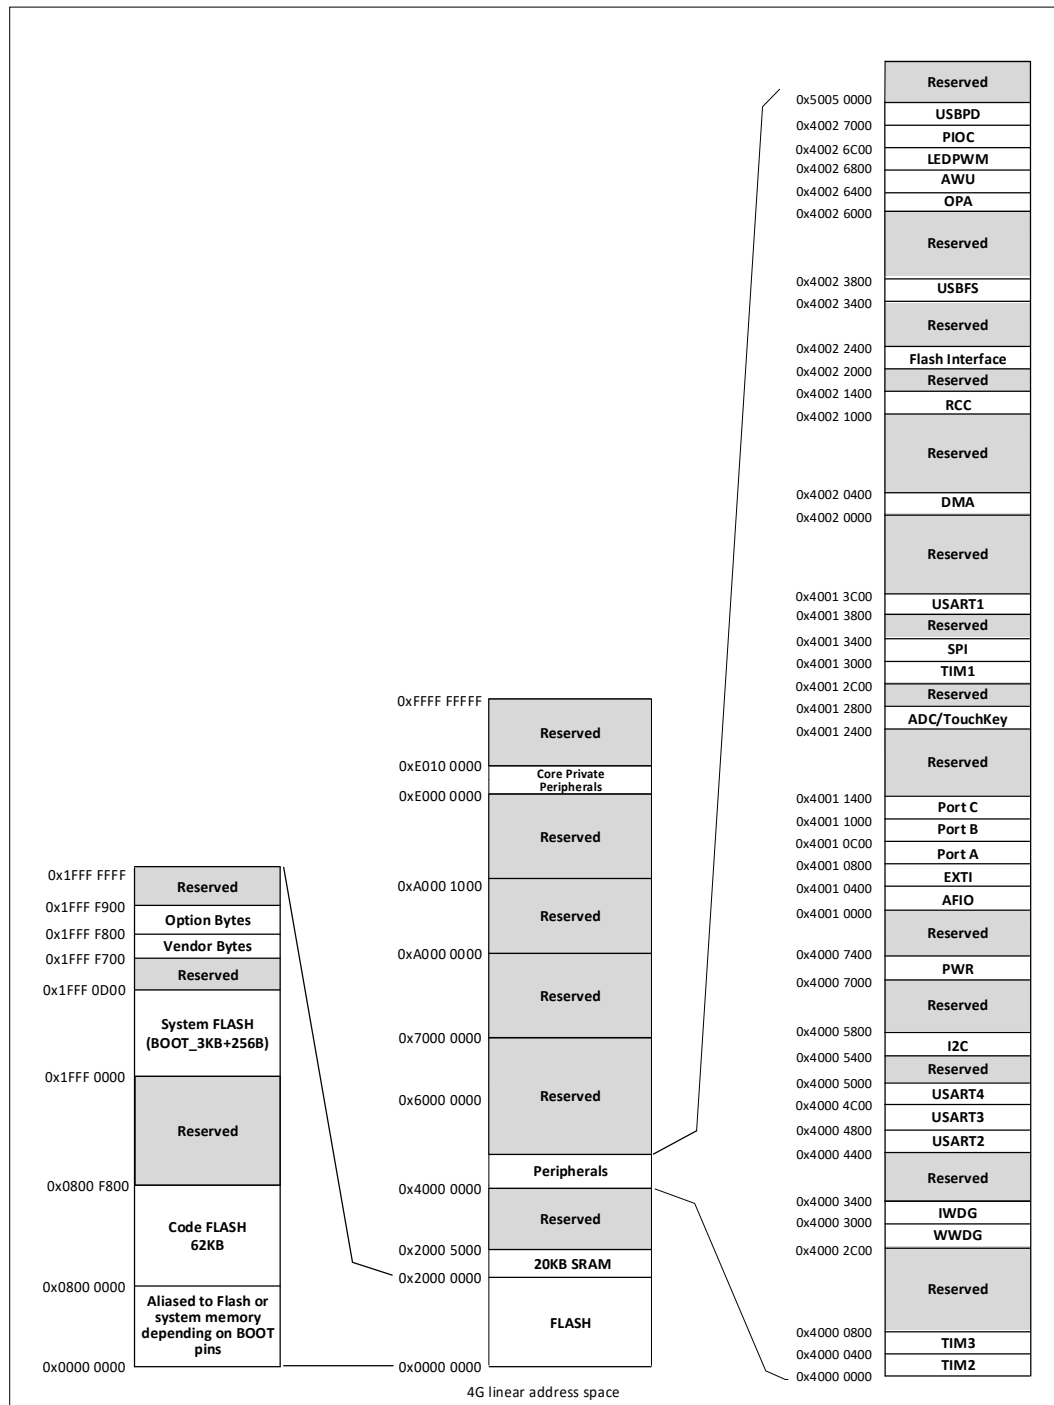 0x1FFF FFFF
Reserved
0x1FFF F900
Option Bytes
0x1FFF F800
Vendor Bytes
0x1FFF F700
Reserved
0x1FFF 0D00
System FLASH
(BOOT_3KB+256B)
0x1FFF 0000
Reserved
0x0800 F800
Code FLASH
62KB
0x0800 0000
Aliased to Flash or
system memory
depending on BOOT
pins
0x0000 0000
0xFFFF FFFFF
Reserved
0xE010 0000
Core Private
Peripherals
0xE000 0000
Reserved
0xA000 1000
Reserved
0xA000 0000
Reserved
0x7000 0000
Reserved
0x6000 0000
Peripherals
0x4000 0000
Reserved
0x2000 5000
20KB SRAM
0x2000 0000
FLASH
0x0000 0000
4G linear address space
Reserved
0x5005 0000
USBPD
0x4002 7000
PIOC
0x4002 6C00
LEDPWM
0x4002 6800
AWU
0x4002 6400
OPA
0x4002 6000
Reserved
0x4002 3800
USBFS
0x4002 3400
Reserved
0x4002 2400
Flash Interface
0x4002 2000
Reserved
0x4002 1400
RCC
0x4002 1000
Reserved
0x4002 0400
DMA
0x4002 0000
Reserved
0x4001 3C00
USART1
0x4001 3800
Reserved
0x4001 3400
SPI
0x4001 3000
TIM1
0x4001 2C00
Reserved
0x4001 2800
ADC/TouchKey
0x4001 2400
Reserved
0x4001 1400
Port C
0x4001 1000
Port B
0x4001 0C00
Port A
0x4001 0800
EXTI
0x4001 0400
AFIO
0x4001 0000
Reserved
0x4000 7400
PWR
0x4000 7000
Reserved
0x4000 5800
I2C
0x4000 5400
Reserved
0x4000 5000
USART4
0x4000 4C00
USART3
0x4000 4800
USART2
0x4000 4400
Reserved
0x4000 3400
IWDG
0x4000 3000
WWDG
0x4000 2C00
Reserved
0x4000 0800
TIM3
0x4000 0400
TIM2
0x4000 0000